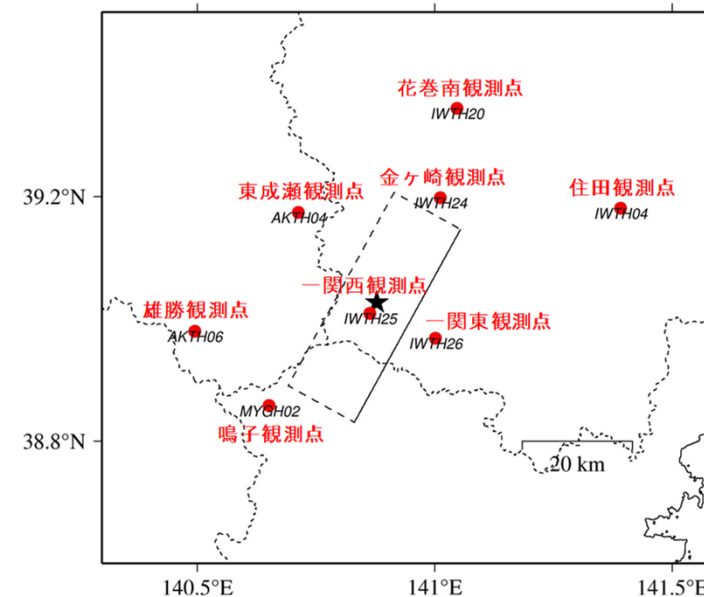 花巻南観測点
IWTH20
39.2°N
金ヶ崎観測点
IWTH24
東成瀬観測点
AKTH04
住田観測点
IWTH04
一関西観測点
IWTH25
雄勝観測点
AKTH06
一関東観測点
IWTH26
MYGH02
鳴子観測点
38.8°N
20 km
140.5°E
141°E
141.5°E